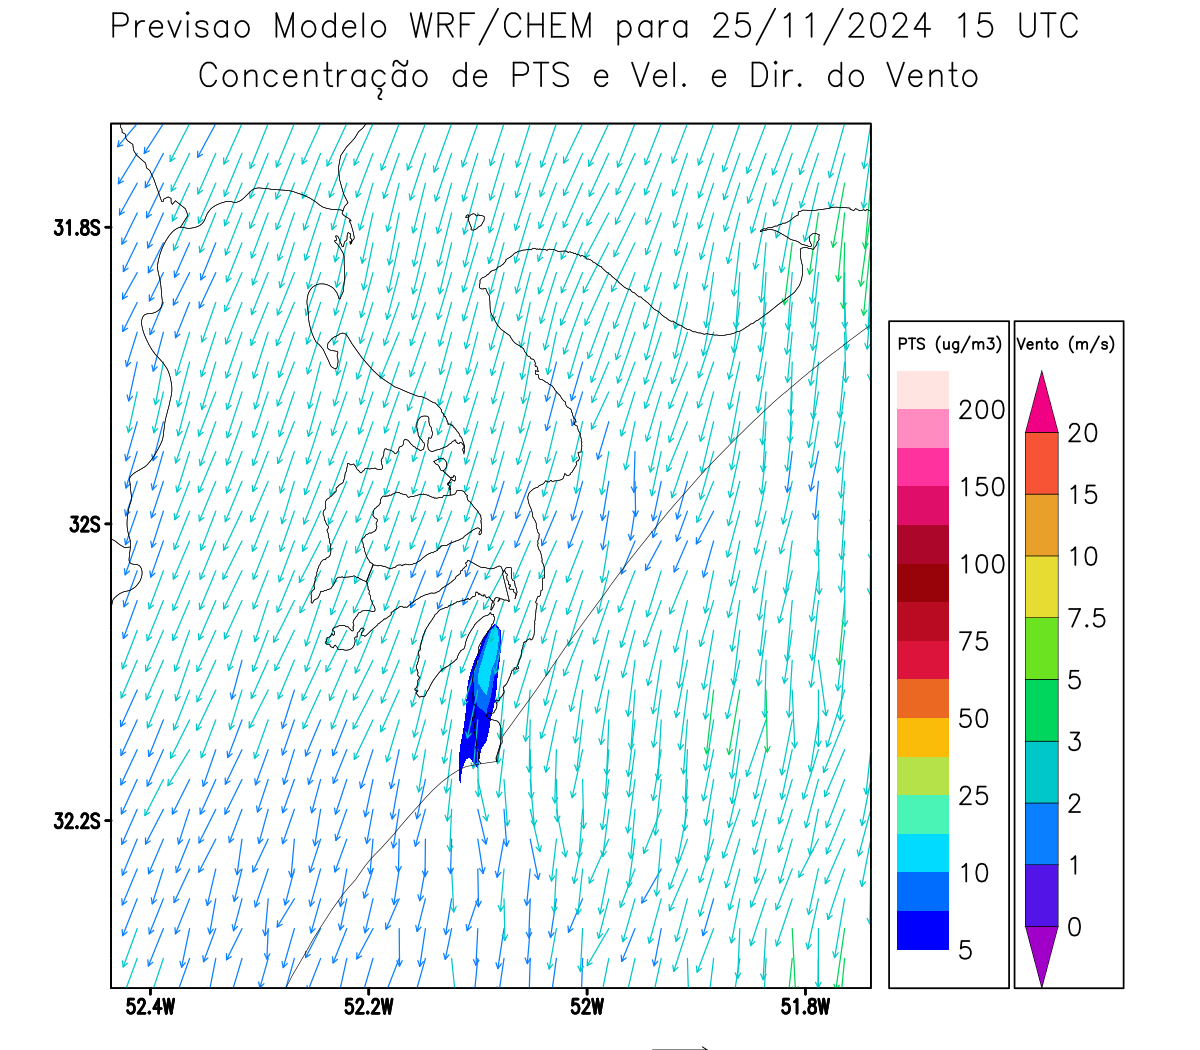 Previsao Modelo WRF/CHEM para 25/11/2024 15 UTC
Concentração de PTS e Vel. e Dir. do Vento
31.8S
32S
32.2S
52.4W 52.2W 52W 51.8W
PTS (ug/m3)
200
150
100
75
50
25
10
5
Vento (m/s)
20
15
10
7.5
5
3
2
1
0